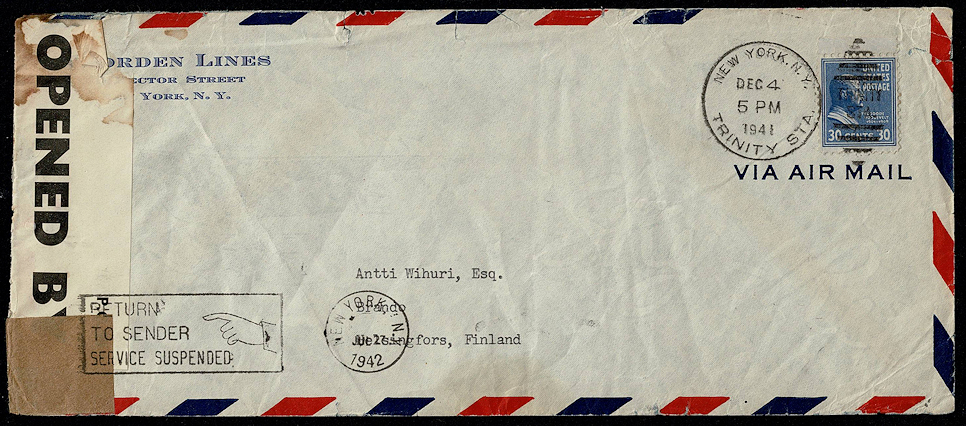 OPENED BY
ORDEN LINES
ECTOR STREET
YORK, N. Y.
NEW YORK, N.Y.
DEC 4
5 PM
1941
TRINITY STA.
UNITED
STATES
POSTAGE
30 CENTS 30
VIA AIR MAIL
Antti Wihuri, Esq.
Brando
Helsingfors, Finland
RETURN
TO SENDER
SERVICE SUSPENDED
NEW YORK, N.
1942